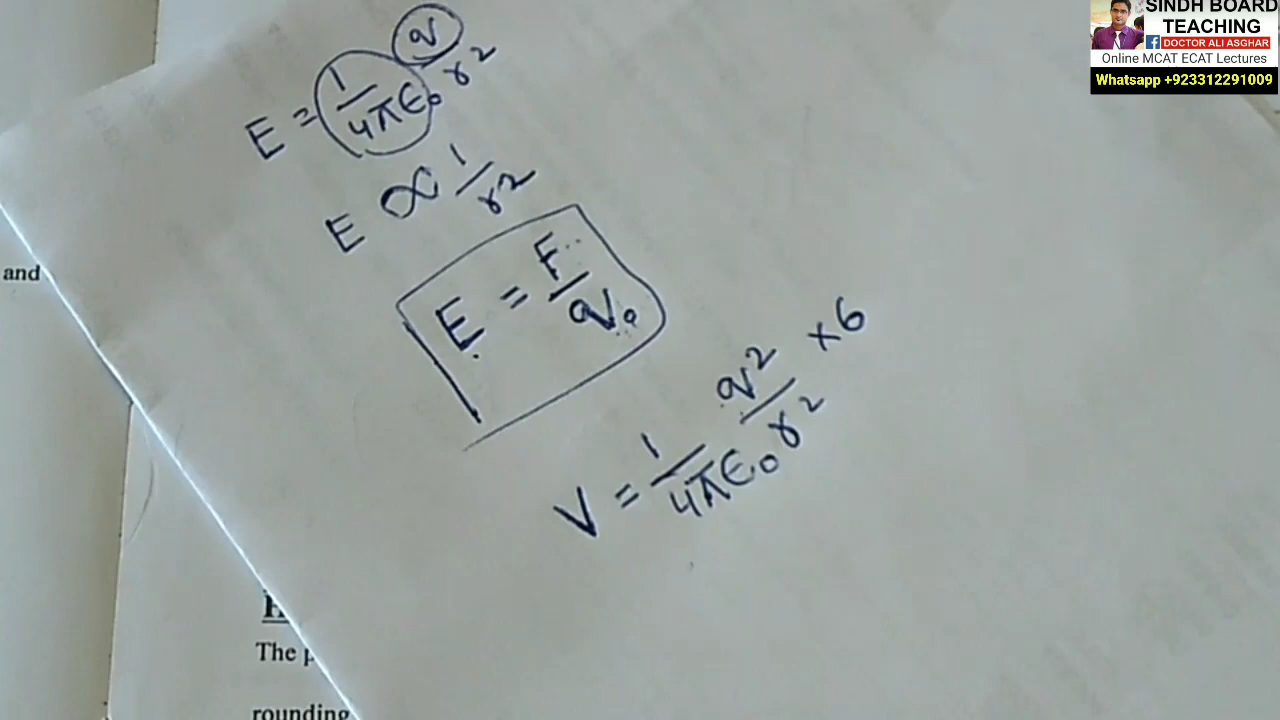 SINDH BOARD
TEACHING
DOCTOR ALI ASGHAR
Online MCAT ECAT Lectures
Whatsapp +923312291009
E = 1/4πε₀ q/r²
E ∝ 1/r²
E = F/q₀
V = 1/4πε₀ q²/r² × 6
and
The
rounding